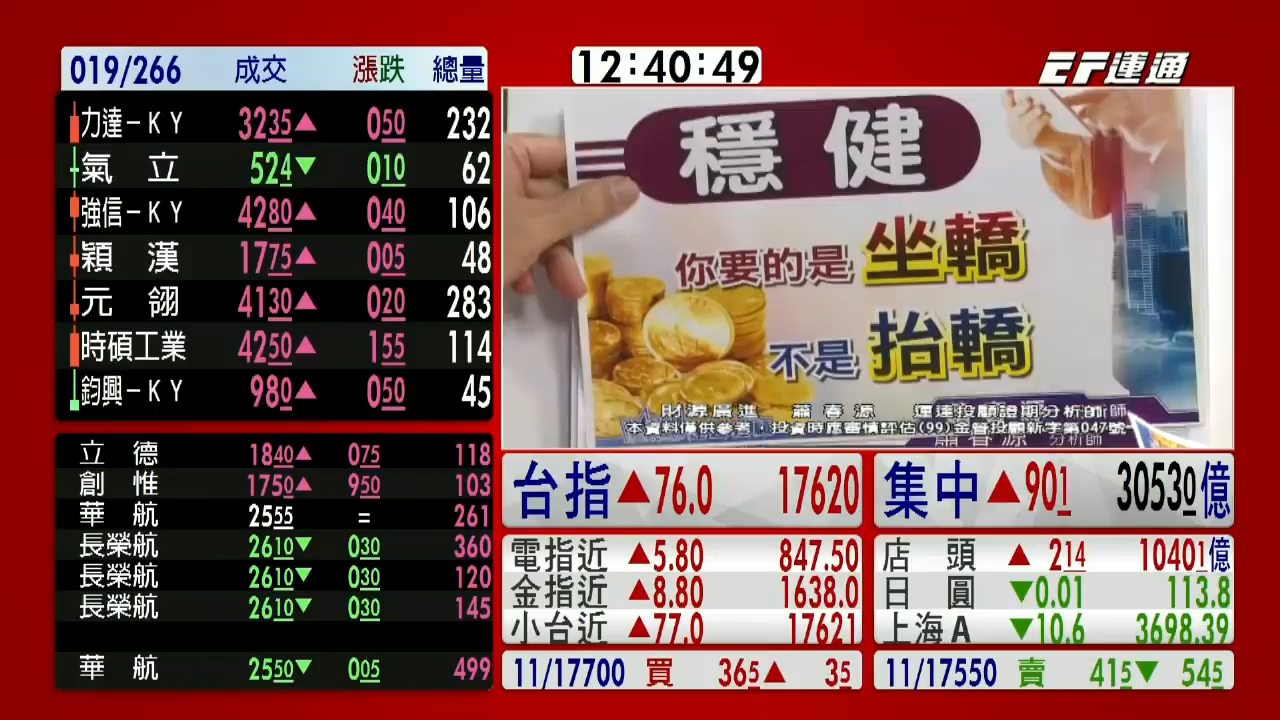 019/266 成交 漲跌 總量
力達-KY 3235▲ 050 232
氣立 524▼ 010 62
強信-KY 4280▲ 040 106
穎漢 1775▲ 005 48
元翎 4130▲ 020 283
時碩工業 4250▲ 155 114
鈞興-KY 980▲ 050 45
立德 1840▲ 075 118
創惟 1750▲ 950 103
華航 2555 = 261
長榮航 2610▼ 030 360
長榮航 2610▼ 030 120
長榮航 2610▼ 030 145
華航 2550▼ 005 499
12:40:49
EF運通
穩健
你要的是 坐轎
不是 抬轎
財源廣進 蕭春源 運達投顧證期分析師
本資料僅供參考,投資時應審慎評估(99)金管投顧新字第047號
分析師
台指▲76.0 17620
電指近 ▲5.80 847.50
金指近 ▲8.80 1638.0
小台近 ▲77.0 17621
11/17700 買 365▲ 35
集中▲901 30530億
店頭 ▲214 10401億
日圓 ▼0.01 113.8
上海A ▼10.6 3698.39
11/17550 賣 415▼ 545